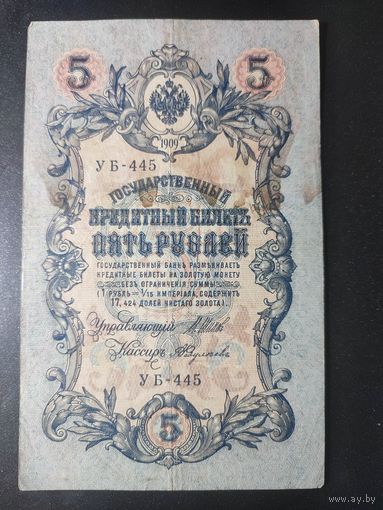 5 5
1909
УБ-445
ГОСУДАРСТВЕННЫЙ
КРЕДИТНЫЙ БИЛЕТЪ
ПЯТЬ РУБЛЕЙ
ГОСУДАРСТВЕННЫЙ БАНКЪ РАЗМѢНИВАЕТЪ
КРЕДИТНЫЕ БИЛЕТЫ НА ЗОЛОТУЮ МОНЕТУ
БЕЗЪ ОГРАНИЧЕНІЯ СУММЫ
(1 РУБЛЬ = 1/15 ИМПЕРІАЛА, СОДЕРЖИТЪ
17,424 ДОЛЕЙ ЧИСТАГО ЗОЛОТА)
Управляющій
Кассиръ
УБ-445
5
www.ay.by